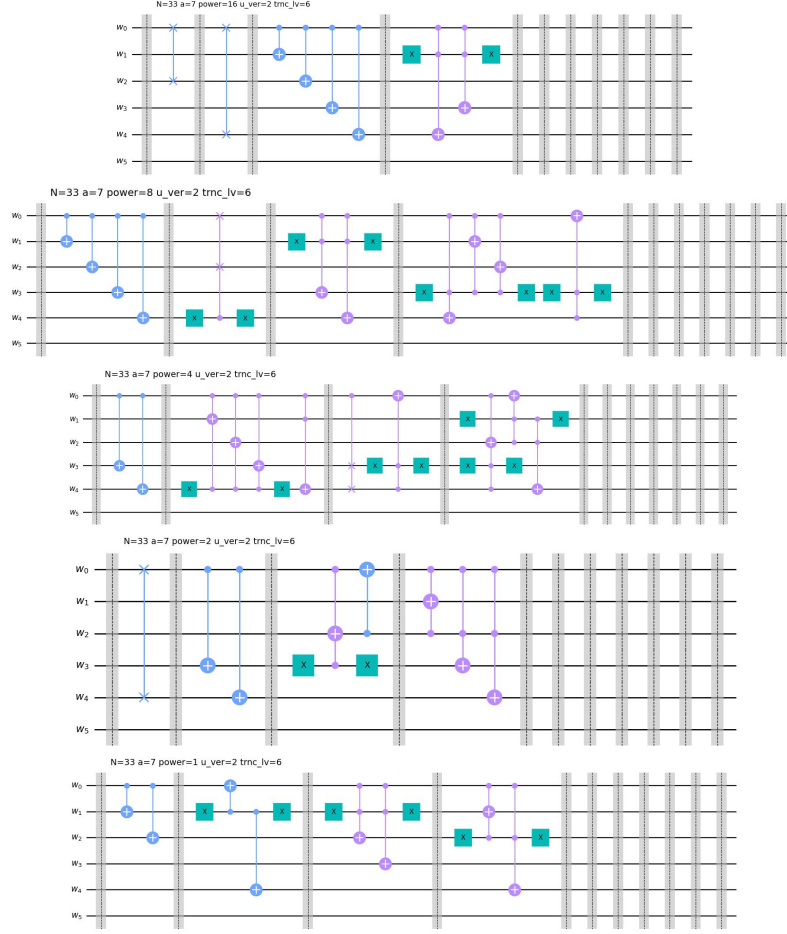 N=33 a=7 power=16 u_ver=2 trnc_lv=6
w0
w1 X X
w2
w3
w4
w5
N=33 a=7 power=8 u_ver=2 trnc_lv=6
w0
w1 X X
w2
w3 X X X X
w4 X X
w5
N=33 a=7 power=4 u_ver=2 trnc_lv=6
w0
w1 X X
w2
w3 X X X X
w4 X X
w5
N=33 a=7 power=2 u_ver=2 trnc_lv=6
w0
w1
w2
w3 X X
w4
w5
N=33 a=7 power=1 u_ver=2 trnc_lv=6
w0
w1 X X X X
w2 X X
w3
w4
w5